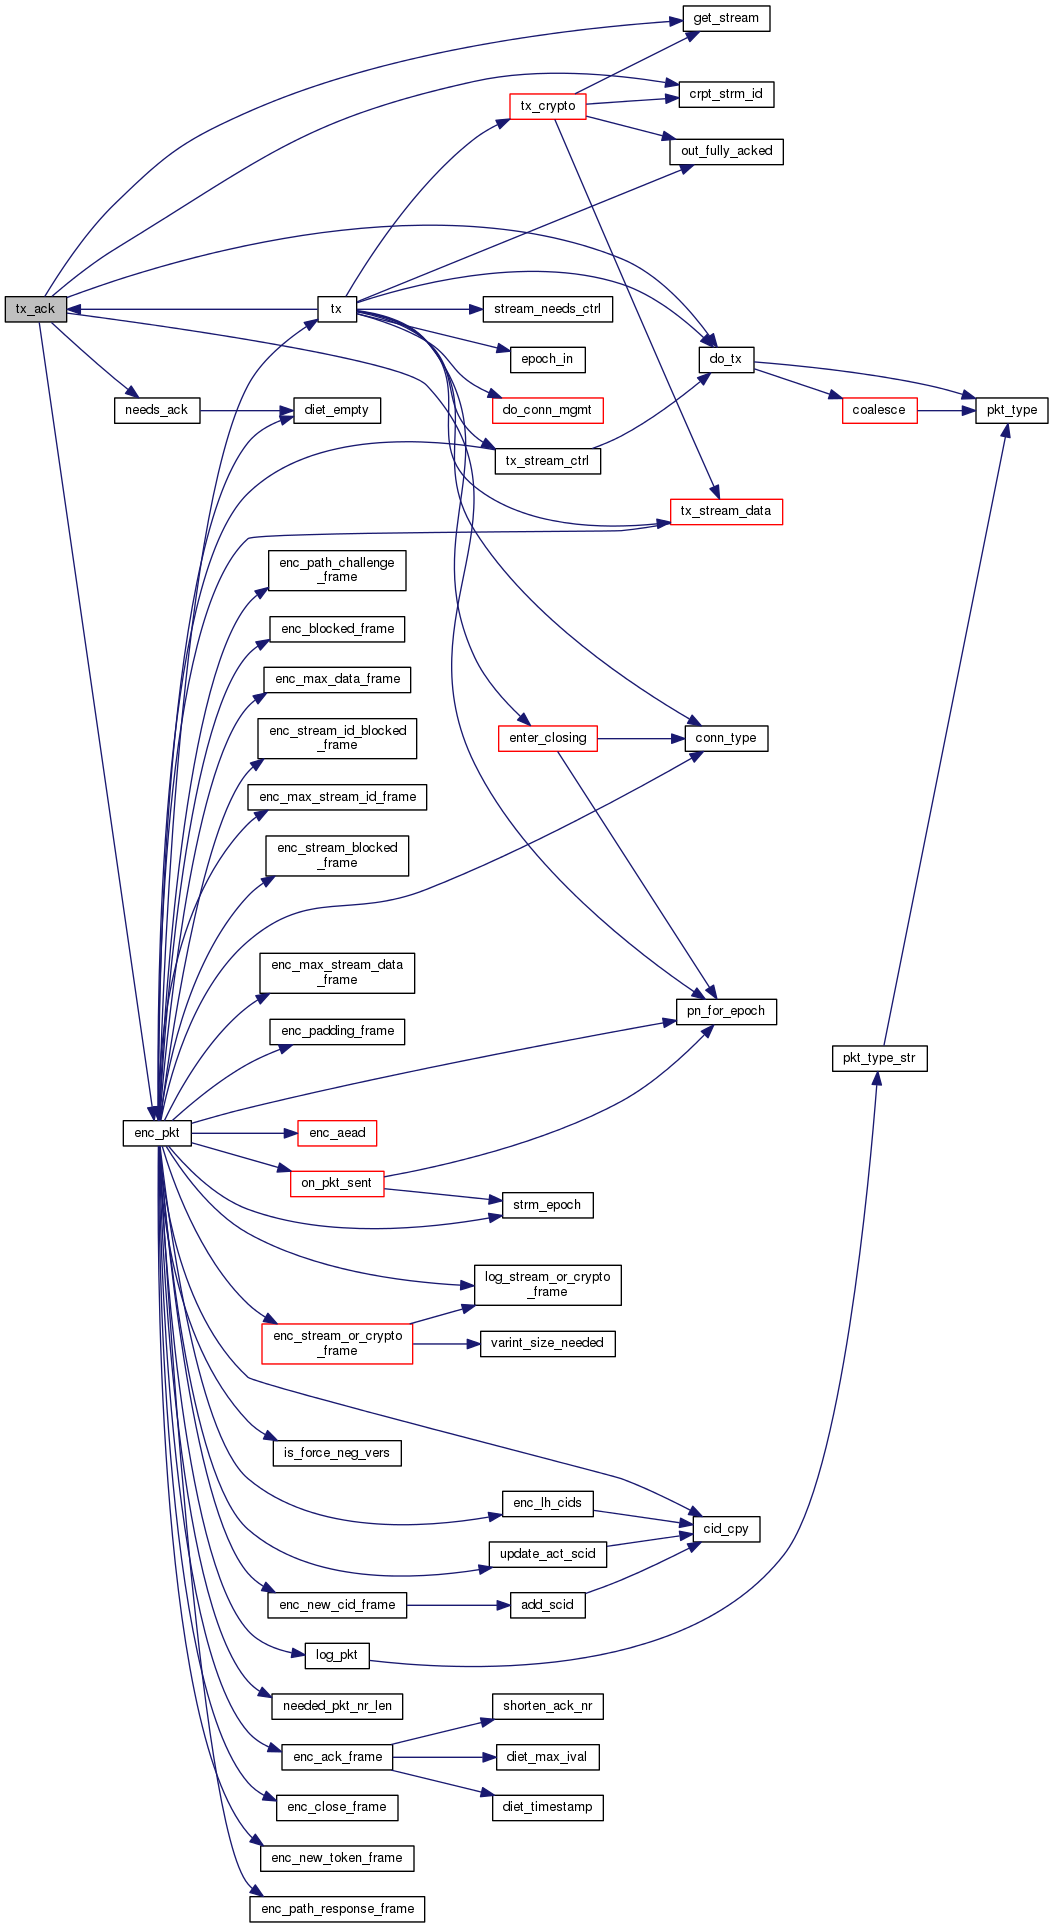 get_stream
crpt_strm_id
tx_crypto
out_fully_acked
tx_ack
tx
stream_needs_ctrl
epoch_in
do_tx
needs_ack
diet_empty
do_conn_mgmt
coalesce
pkt_type
tx_stream_ctrl
tx_stream_data
enc_path_challenge
_frame
enc_blocked_frame
enc_max_data_frame
enc_stream_id_blocked
_frame
enter_closing
conn_type
enc_max_stream_id_frame
enc_stream_blocked
_frame
enc_max_stream_data
_frame
pn_for_epoch
enc_padding_frame
pkt_type_str
enc_pkt
enc_aead
on_pkt_sent
strm_epoch
log_stream_or_crypto
_frame
enc_stream_or_crypto
_frame
varint_size_needed
is_force_neg_vers
enc_lh_cids
cid_cpy
update_act_scid
enc_new_cid_frame
add_scid
log_pkt
needed_pkt_nr_len
shorten_ack_nr
enc_ack_frame
diet_max_ival
enc_close_frame
diet_timestamp
enc_new_token_frame
enc_path_response_frame